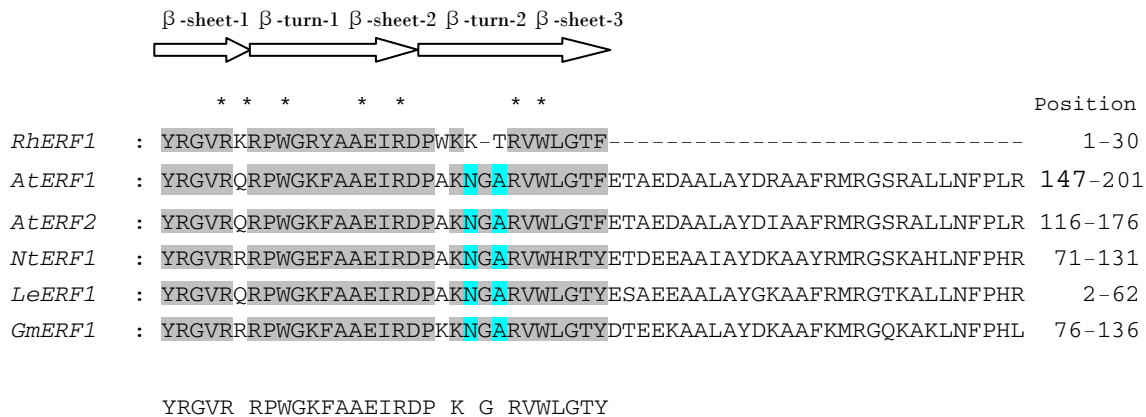 β-sheet-1 β-turn-1 β-sheet-2 β-turn-2 β-sheet-3
* * * * * * * Position
RhERF1 : YRGVRKRPWGRYAAEIRDPWKK-TRVWLGTF----------------------------- 1-30
AtERF1 : YRGVRQRPWGKFAAEIRDPAKNGARVWLGTFETAEDAALAYDRAAFRMRGSRALLNFPLR 147-201
AtERF2 : YRGVRQRPWGKFAAEIRDPAKNGARVWLGTFETAEDAALAYDIAAFRMRGSRALLNFPLR 116-176
NtERF1 : YRGVRRRPWGEFAAEIRDPAKNGARVWHRTYETDEEAAIAYDKAAYRMRGSKAHLNFPHR 71-131
LeERF1 : YRGVRQRPWGKFAAEIRDPAKNGARVWLGTYESAEEAALAYGKAAFRMRGTKALLNFPHR 2-62
GmERF1 : YRGVRRRPWGKFAAEIRDPKKNGARVWLGTYDTEEKAALAYDKAAFKMRGQKAKLNFPHL 76-136
YRGVR RPWGKFAAEIRDP K G RVWLGTY